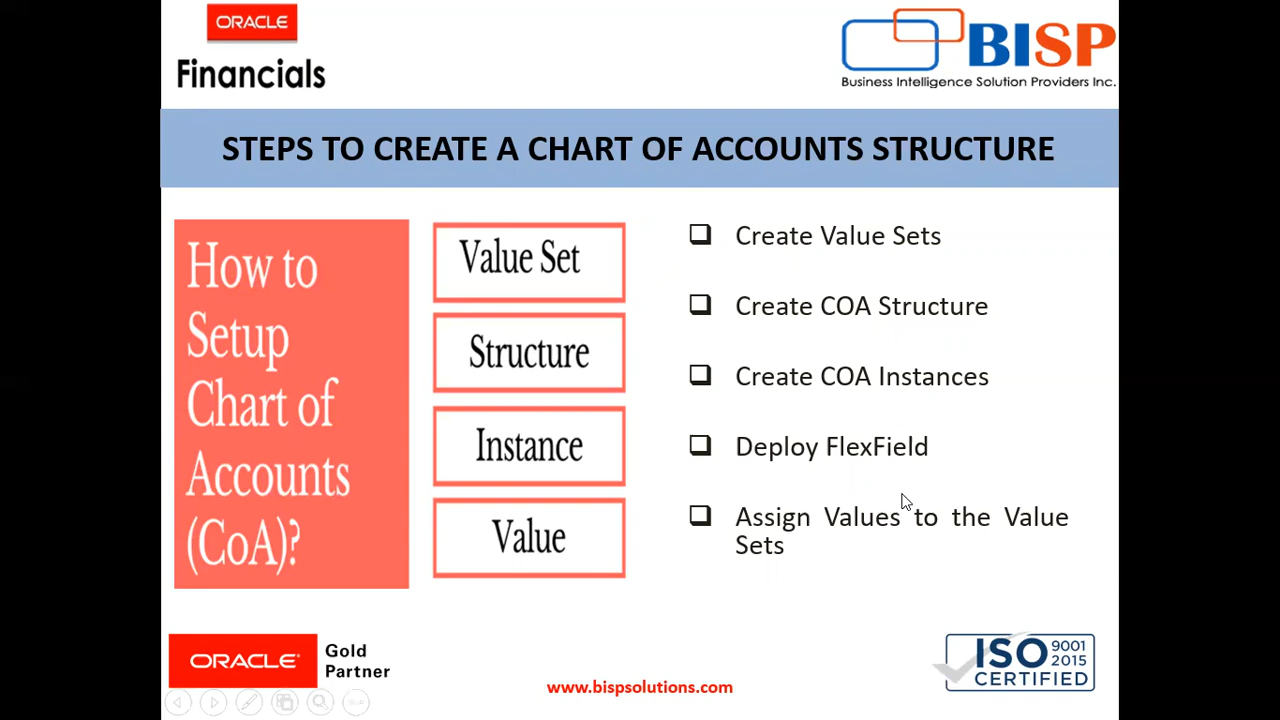 ORACLE
Financials
BISP
Business Intelligence Solution Providers Inc.
STEPS TO CREATE A CHART OF ACCOUNTS STRUCTURE
How to
Setup
Chart of
Accounts
(CoA)?
Value Set
Structure
Instance
Value
Create Value Sets
Create COA Structure
Create COA Instances
Deploy FlexField
Assign Values to the Value
Sets
ORACLE®
Gold
Partner
www.bispsolutions.com
ISO 9001
2015
CERTIFIED